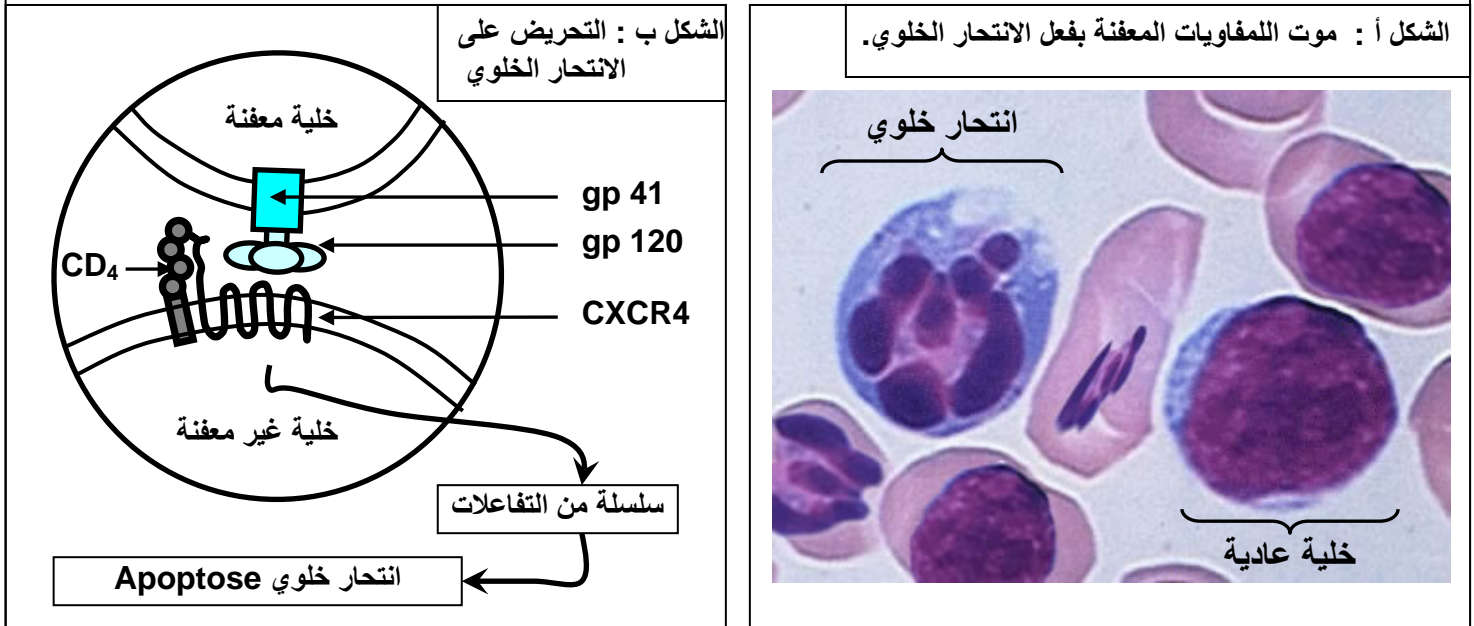 الشكل أ : موت اللمفاويات المعفنة بفعل الانتحار الخلوي.
انتحار خلوي
خلية عادية
الشكل ب : التحريض على
الانتحار الخلوي
خلية معفنة
gp 41
gp 120
CD4
CXCR4
خلية غير معفنة
سلسلة من التفاعلات
انتحار خلوي Apoptose